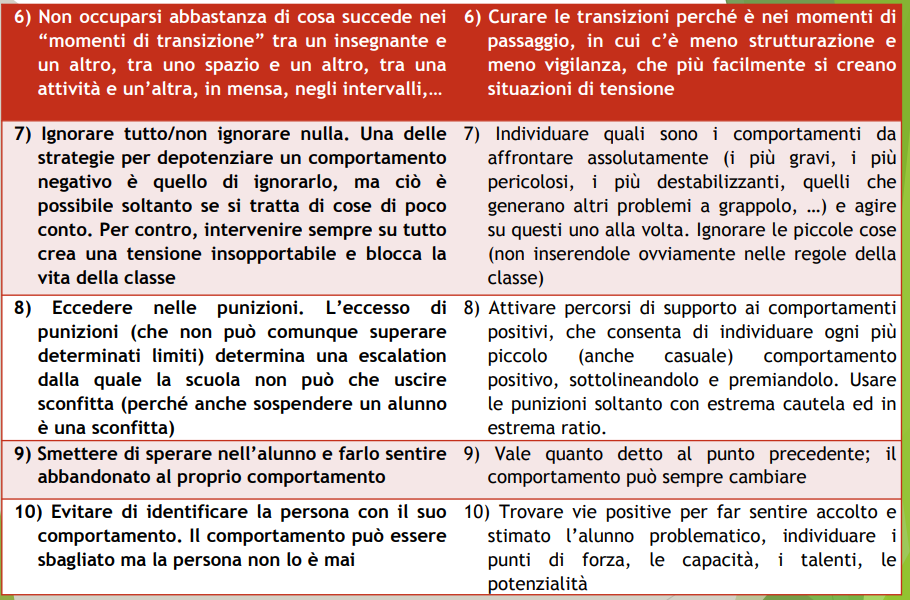 6) Non occuparsi abbastanza di cosa succede nei
“momenti di transizione” tra un insegnante e
un altro, tra uno spazio e un altro, tra una
attività e un’altra, in mensa, negli intervalli,…
6) Curare le transizioni perché è nei momenti di
passaggio, in cui c’è meno strutturazione e
meno vigilanza, che più facilmente si creano
situazioni di tensione
7) Ignorare tutto/non ignorare nulla. Una delle
strategie per depotenziare un comportamento
negativo è quello di ignorarlo, ma ciò è
possibile soltanto se si tratta di cose di poco
conto. Per contro, intervenire sempre su tutto
crea una tensione insopportabile e blocca la
vita della classe
7) Individuare quali sono i comportamenti da
affrontare assolutamente (i più gravi, i più
pericolosi, i più destabilizzanti, quelli che
generano altri problemi a grappolo, …) e agire
su questi uno alla volta. Ignorare le piccole cose
(non inserendole ovviamente nelle regole della
classe)
8) Eccedere nelle punizioni. L’eccesso di
punizioni (che non può comunque superare
determinati limiti) determina una escalation
dalla quale la scuola non può che uscire
sconfitta (perché anche sospendere un alunno
è una sconfitta)
8) Attivare percorsi di supporto ai comportamenti
positivi, che consenta di individuare ogni più
piccolo (anche casuale) comportamento
positivo, sottolineandolo e premiandolo. Usare
le punizioni soltanto con estrema cautela ed in
estrema ratio.
9) Smettere di sperare nell’alunno e farlo sentire
abbandonato al proprio comportamento
9) Vale quanto detto al punto precedente; il
comportamento può sempre cambiare
10) Evitare di identificare la persona con il suo
comportamento. Il comportamento può essere
sbagliato ma la persona non lo è mai
10) Trovare vie positive per far sentire accolto e
stimato l’alunno problematico, individuare i
punti di forza, le capacità, i talenti, le
potenzialità